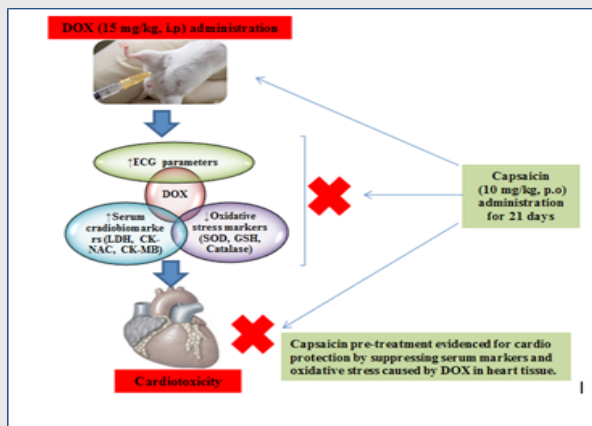 DOX (15 mg/kg, i.p) administration
↑ECG parameters
DOX
↑Serum
cradiobiomarke
rs (LDH, CK-
NAC, CK-MB)
↓Oxidative
stress markers
(SOD, GSH,
Catalase)
Capsaicin
(10 mg/kg, p.o)
administration
for 21 days
Cardiotoxicity
Capsaicin pre-treatment evidenced for cardio
protection by suppressing serum markers and
oxidative stress caused by DOX in heart tissue.